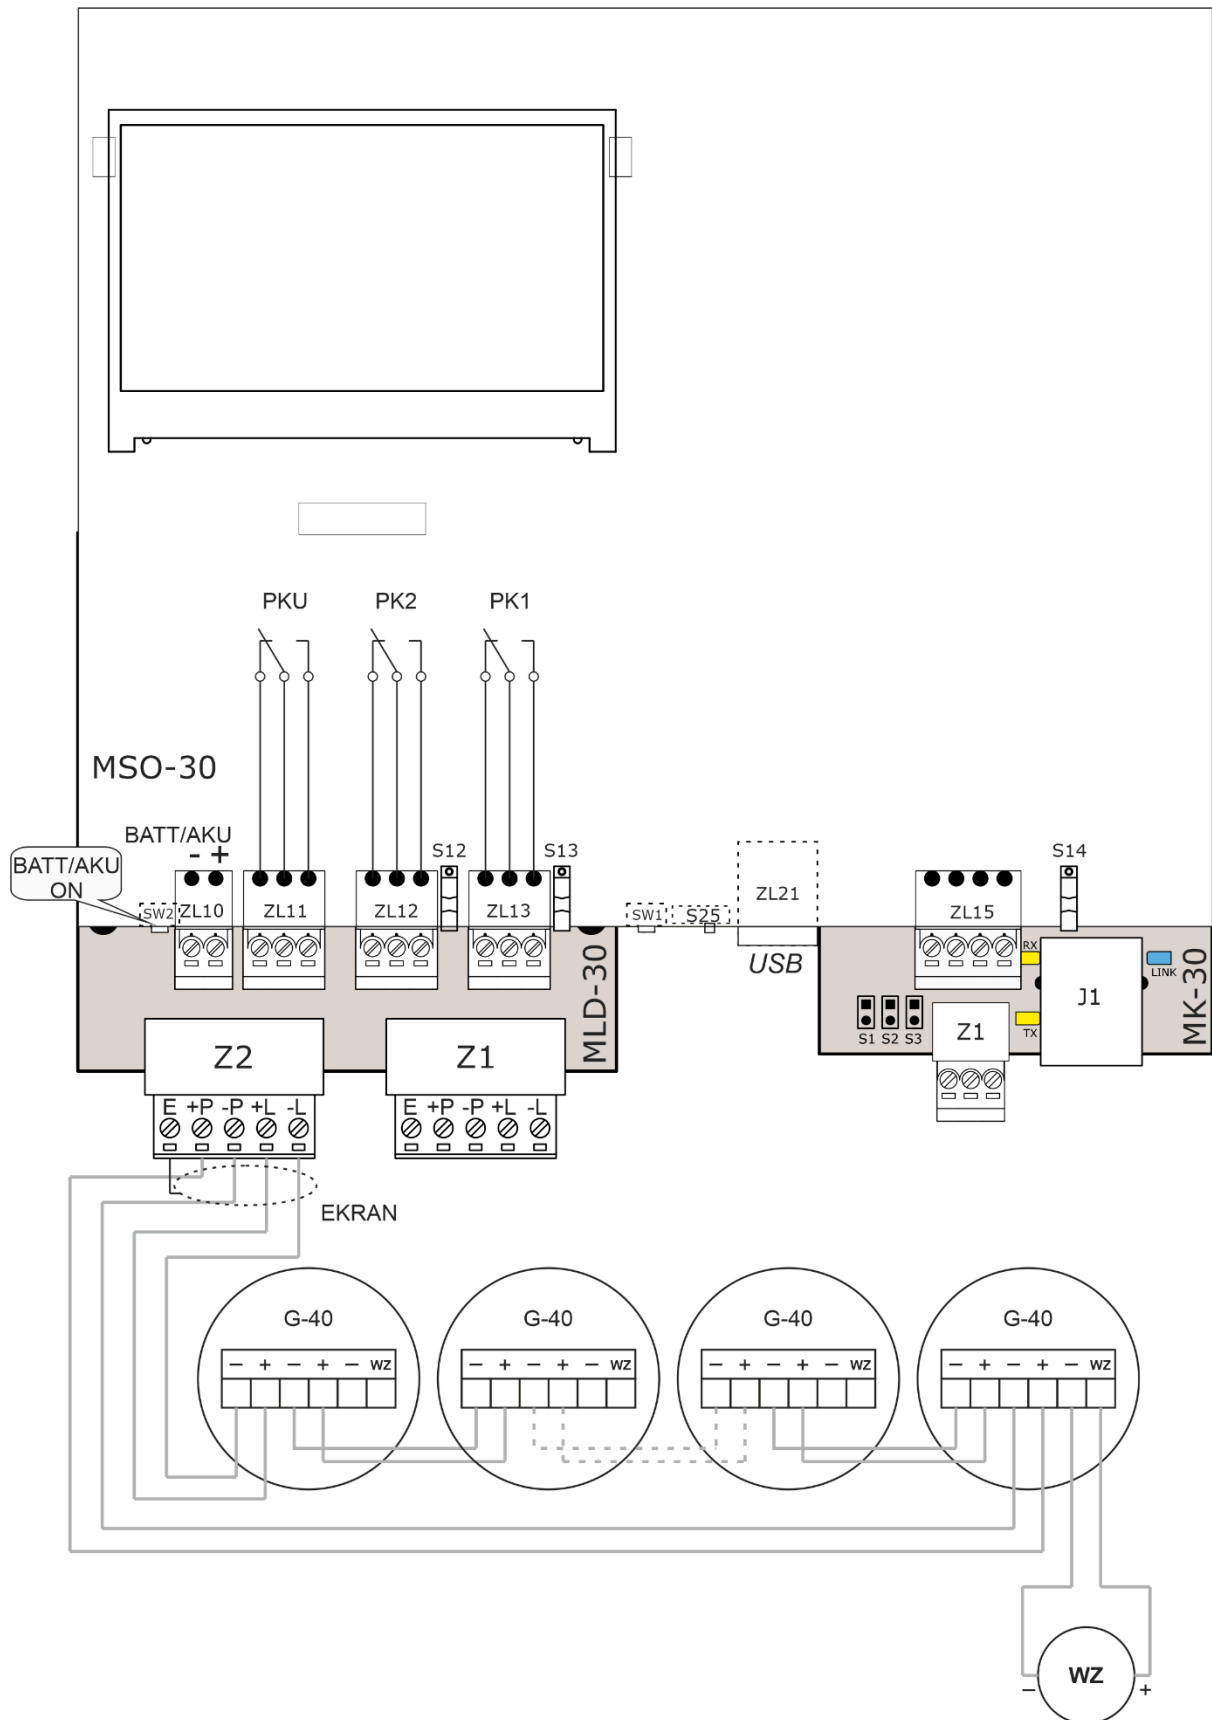 PKU PK2 PK1
MSO-30
BATT/AKU
- +
BATT/AKU
ON
S12 S13 S14
SW2 ZL10 ZL11 ZL12 ZL13 SW1 S25 ZL21 ZL15
USB
RX
LINK
TX
S1 S2 S3
J1
Z1
MK-30
MLD-30
Z2 Z1
E +P -P +L -L E +P -P +L -L
EKRAN
G-40 G-40 G-40 G-40
− + − + − WZ − + − + − WZ − + − + − WZ − + − + − WZ
WZ
− +